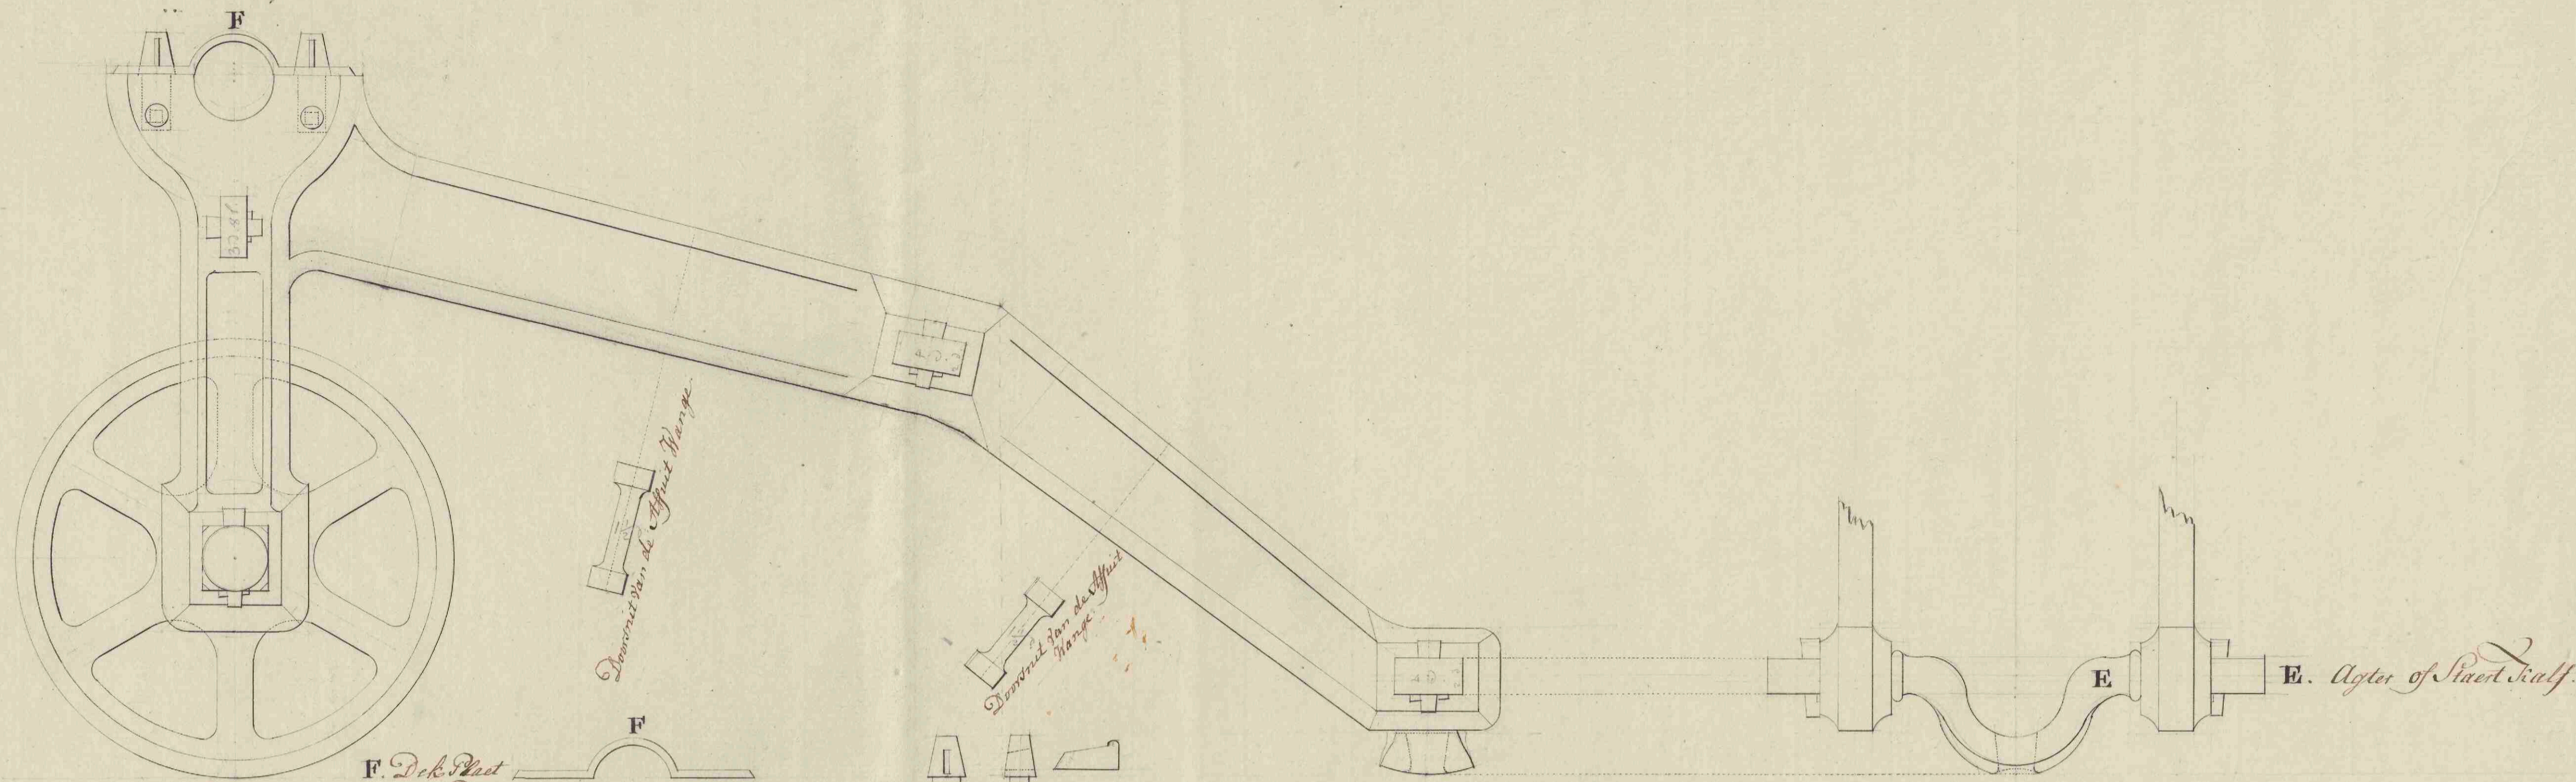 F
Doorsnit Van de Affuit Wange
Doorsnit Van de Affuit
Wange
F
F. Dek Plaet
E
E. Agter of Staert Kalf.